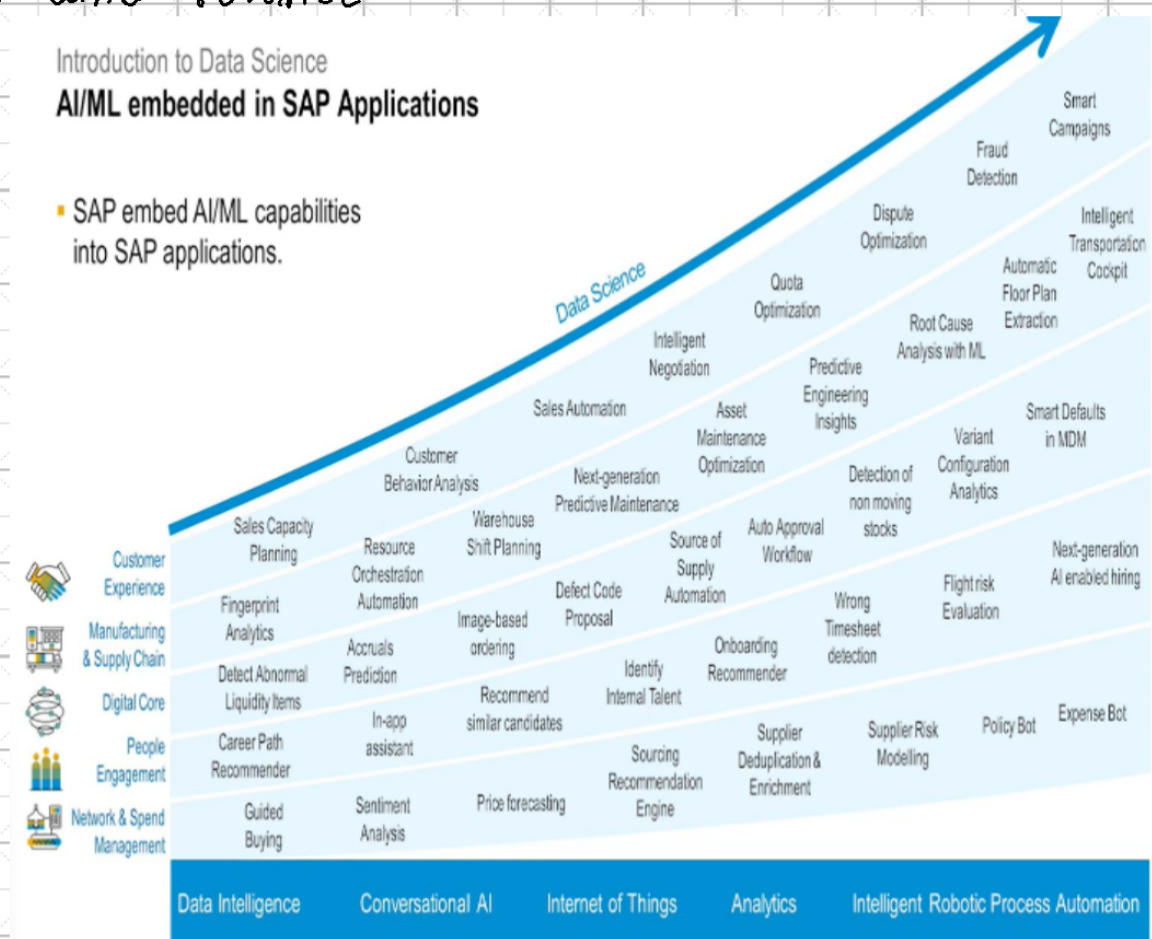 Introduction to Data Science
AI/ML embedded in SAP Applications
▪ SAP embed AI/ML capabilities
into SAP applications.
Data Science
Customer
Experience
Sales Capacity
Planning
Customer
Behavior Analysis
Sales Automation
Intelligent
Negotiation
Quota
Optimization
Dispute
Optimization
Fraud
Detection
Smart
Campaigns
Manufacturing
& Supply Chain
Fingerprint
Analytics
Resource
Orchestration
Automation
Warehouse
Shift Planning
Next-generation
Predictive Maintenance
Asset
Maintenance
Optimization
Predictive
Engineering
Insights
Root Cause
Analysis with ML
Automatic
Floor Plan
Extraction
Intelligent
Transportation
Cockpit
Digital Core
Detect Abnormal
Liquidity Items
Accruals
Prediction
Image-based
ordering
Defect Code
Proposal
Source of
Supply
Automation
Auto Approval
Workflow
Detection of
non moving
stocks
Variant
Configuration
Analytics
Smart Defaults
in MDM
People
Engagement
Career Path
Recommender
In-app
assistant
Recommend
similar candidates
Identify
Internal Talent
Onboarding
Recommender
Wrong
Timesheet
detection
Flight risk
Evaluation
Next-generation
AI enabled hiring
Network & Spend
Management
Guided
Buying
Sentiment
Analysis
Price forecasting
Sourcing
Recommendation
Engine
Supplier
Deduplication &
Enrichment
Supplier Risk
Modelling
Policy Bot
Expense Bot
Data Intelligence
Conversational AI
Internet of Things
Analytics
Intelligent Robotic Process Automation